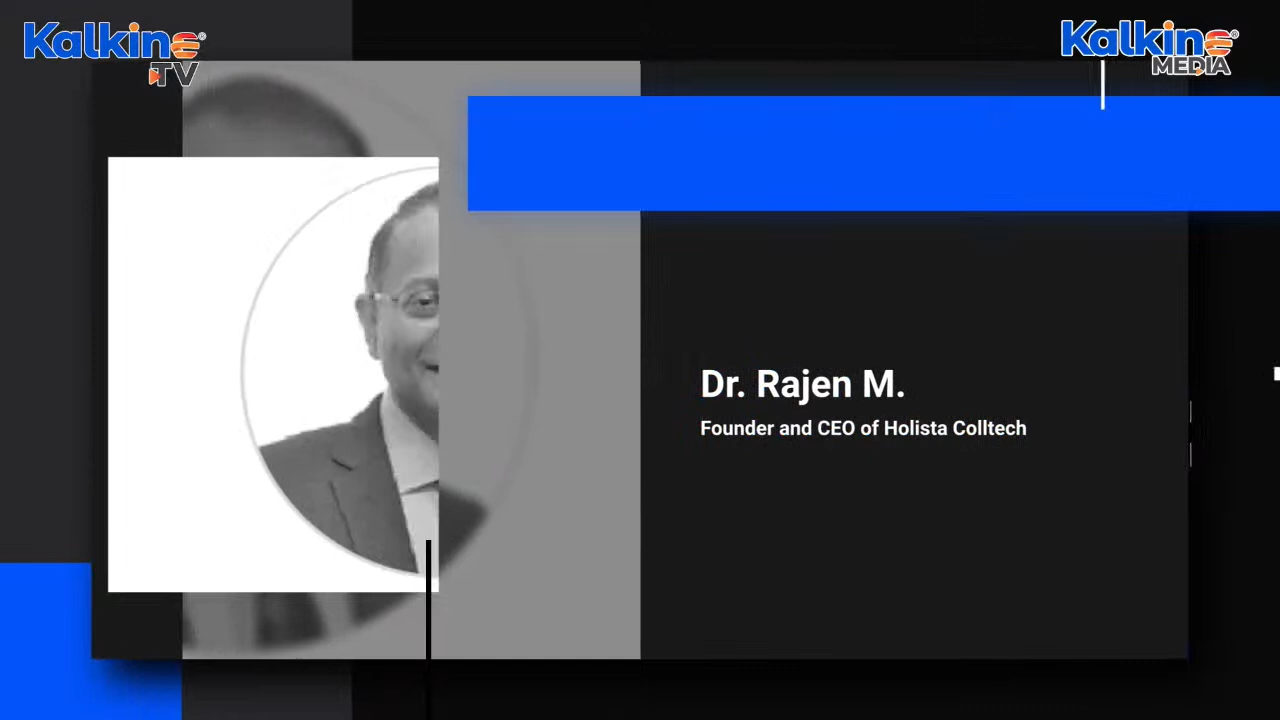 Kalkine®
TV
Kalkine®
MEDIA
Dr. Rajen M.
Founder and CEO of Holista Colltech